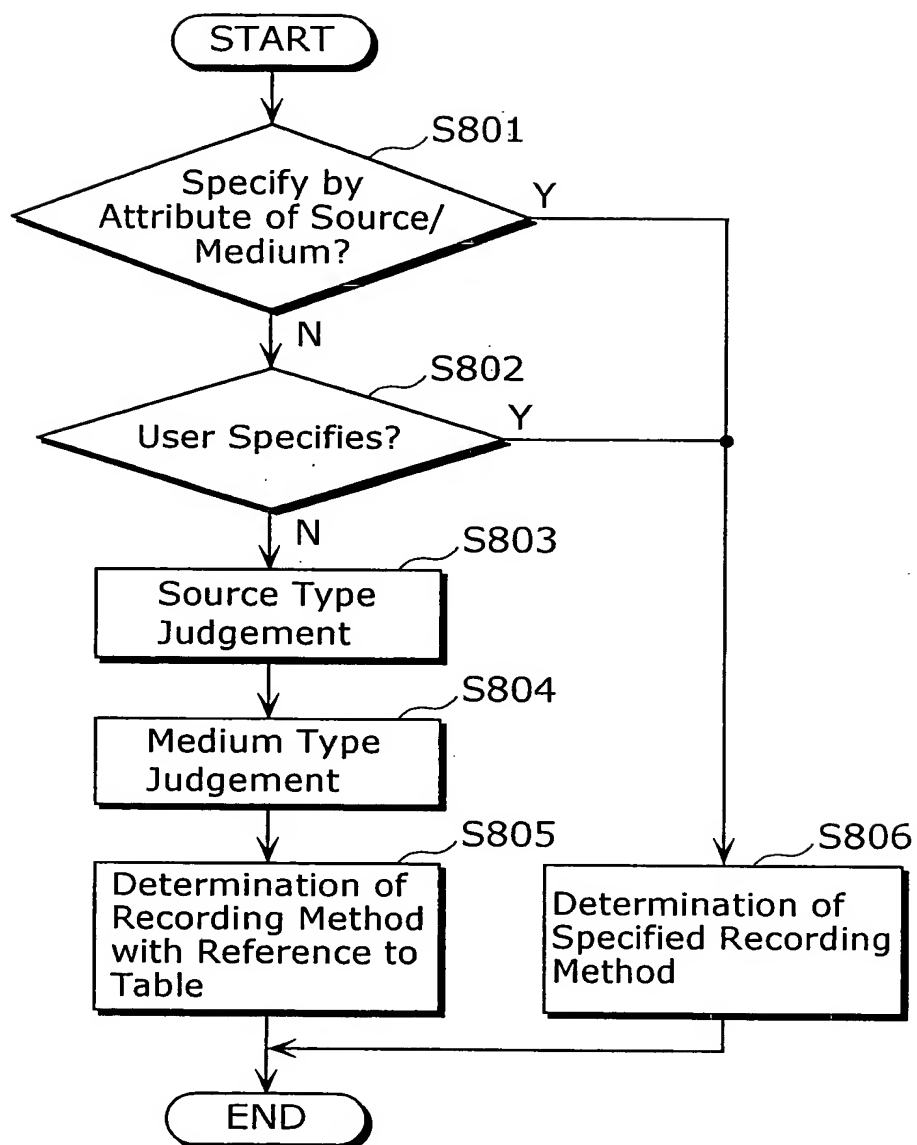 START
S801
Specify by
Attribute of Source/
Medium?
Y
N
S802
User Specifies?
Y
N
S803
Source Type
Judgement
S804
Medium Type
Judgement
S805
Determination of
Recording Method
with Reference to
Table
S806
Determination of
Specified Recording
Method
END